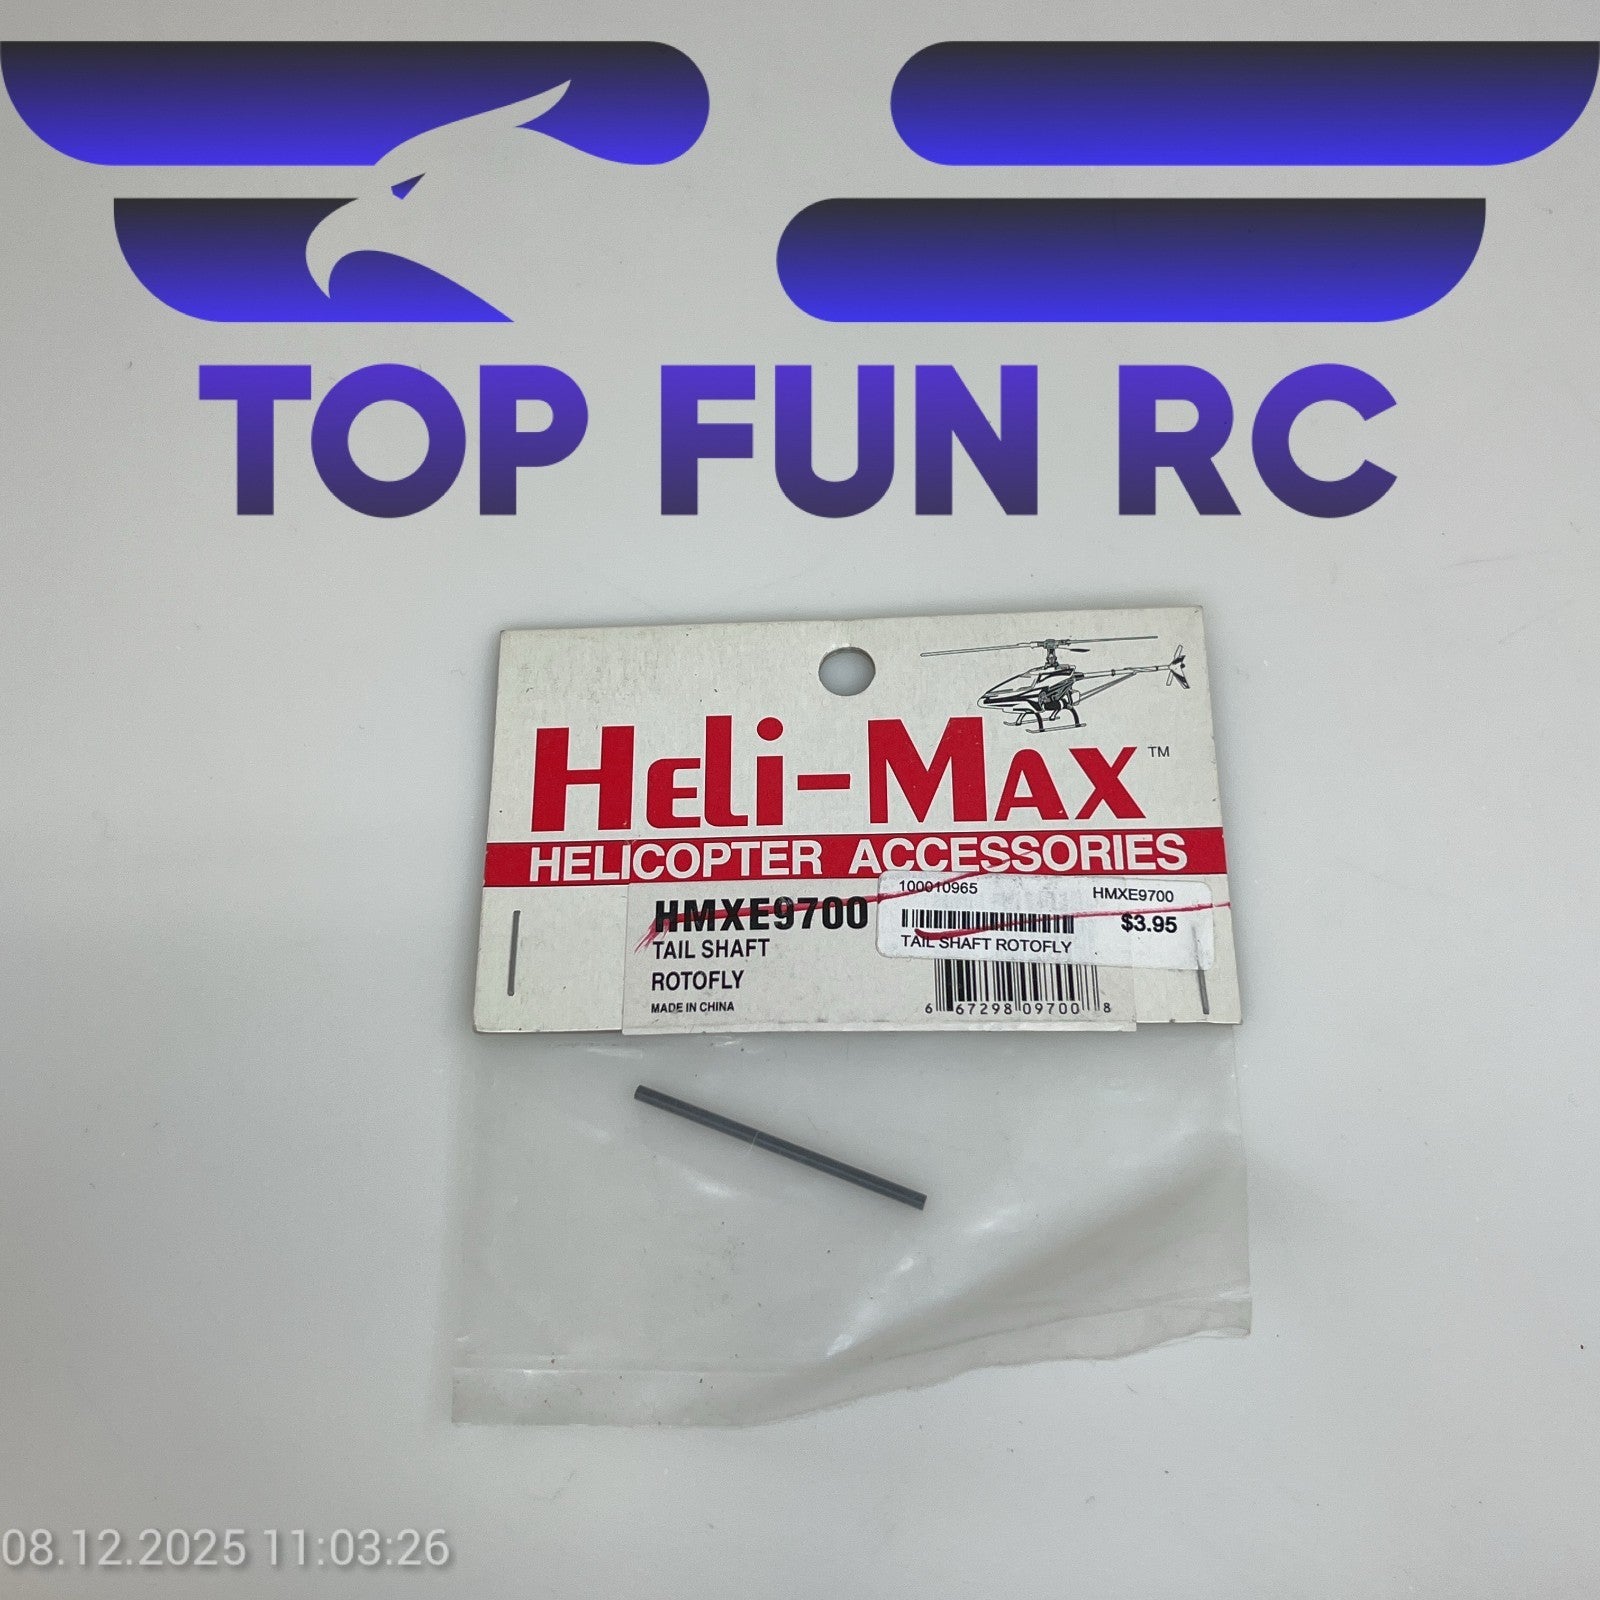 TOP FUN RC
Heli-Max™
HELICOPTER ACCESSORIES
HMXE9700
TAIL SHAFT
ROTOFLY
MADE IN CHINA
100010965 HMXE9700
$3.95
TAIL SHAFT ROTOFLY
6 67298 09700 8
08.12.2025 11:03:26